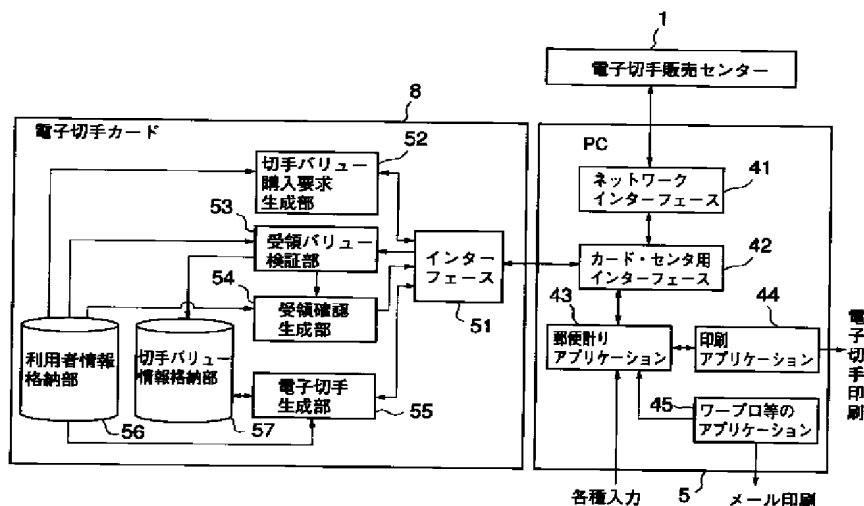 1
電子切手販売センター
8
電子切手カード
52
切手バリュー
購入要求
生成部
53
受領バリュー
検証部
54
受領確認
生成部
インター
フェース
51
利用者情報
格納部
56
切手バリュー
情報格納部
57
電子切手
生成部
55
PC
ネットワーク
インターフェース
41
カード・センタ用
インターフェース
42
43
郵便計り
アプリケーション
44
印刷
アプリケーション
電子切手印刷
45
ワープロ等の
アプリケーション
5
各種入力
メール印刷